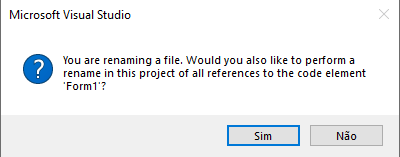 Microsoft Visual Studio
You are renaming a file. Would you also like to perform a
rename in this project of all references to the code element
'Form1'?
Sim
Não